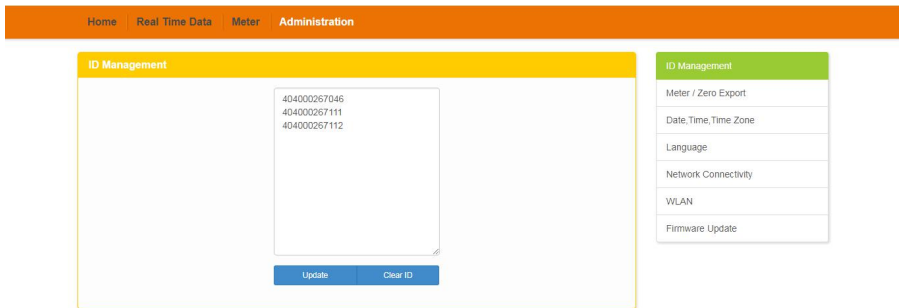 Home Real Time Data Meter Administration
ID Management
404000267046
404000267111
404000267112
Update Clear ID
ID Management
Meter / Zero Export
Date,Time,Time Zone
Language
Network Connectivity
WLAN
Firmware Update